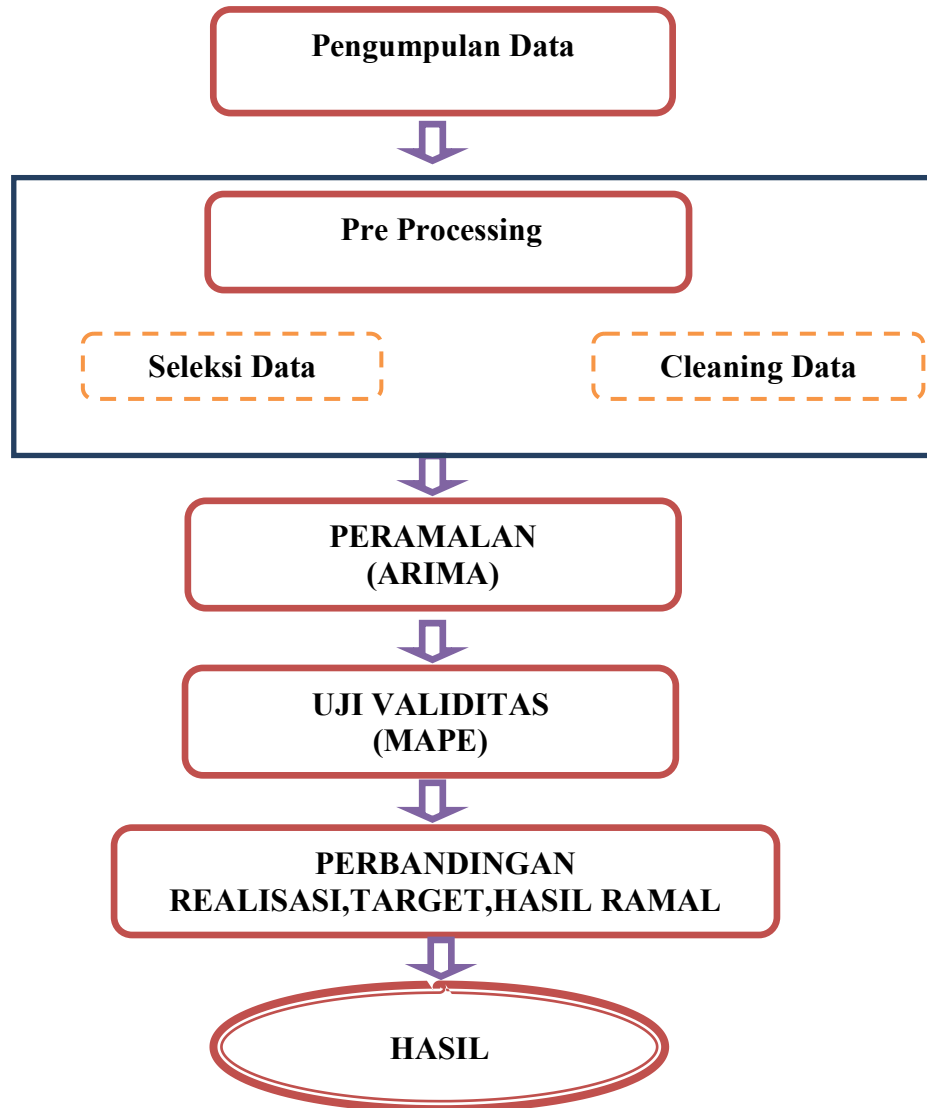 Pengumpulan Data
Pre Processing
Seleksi Data
Cleaning Data
PERAMALAN
(ARIMA)
UJI VALIDITAS
(MAPE)
PERBANDINGAN
REALISASI,TARGET,HASIL RAMAL
HASIL